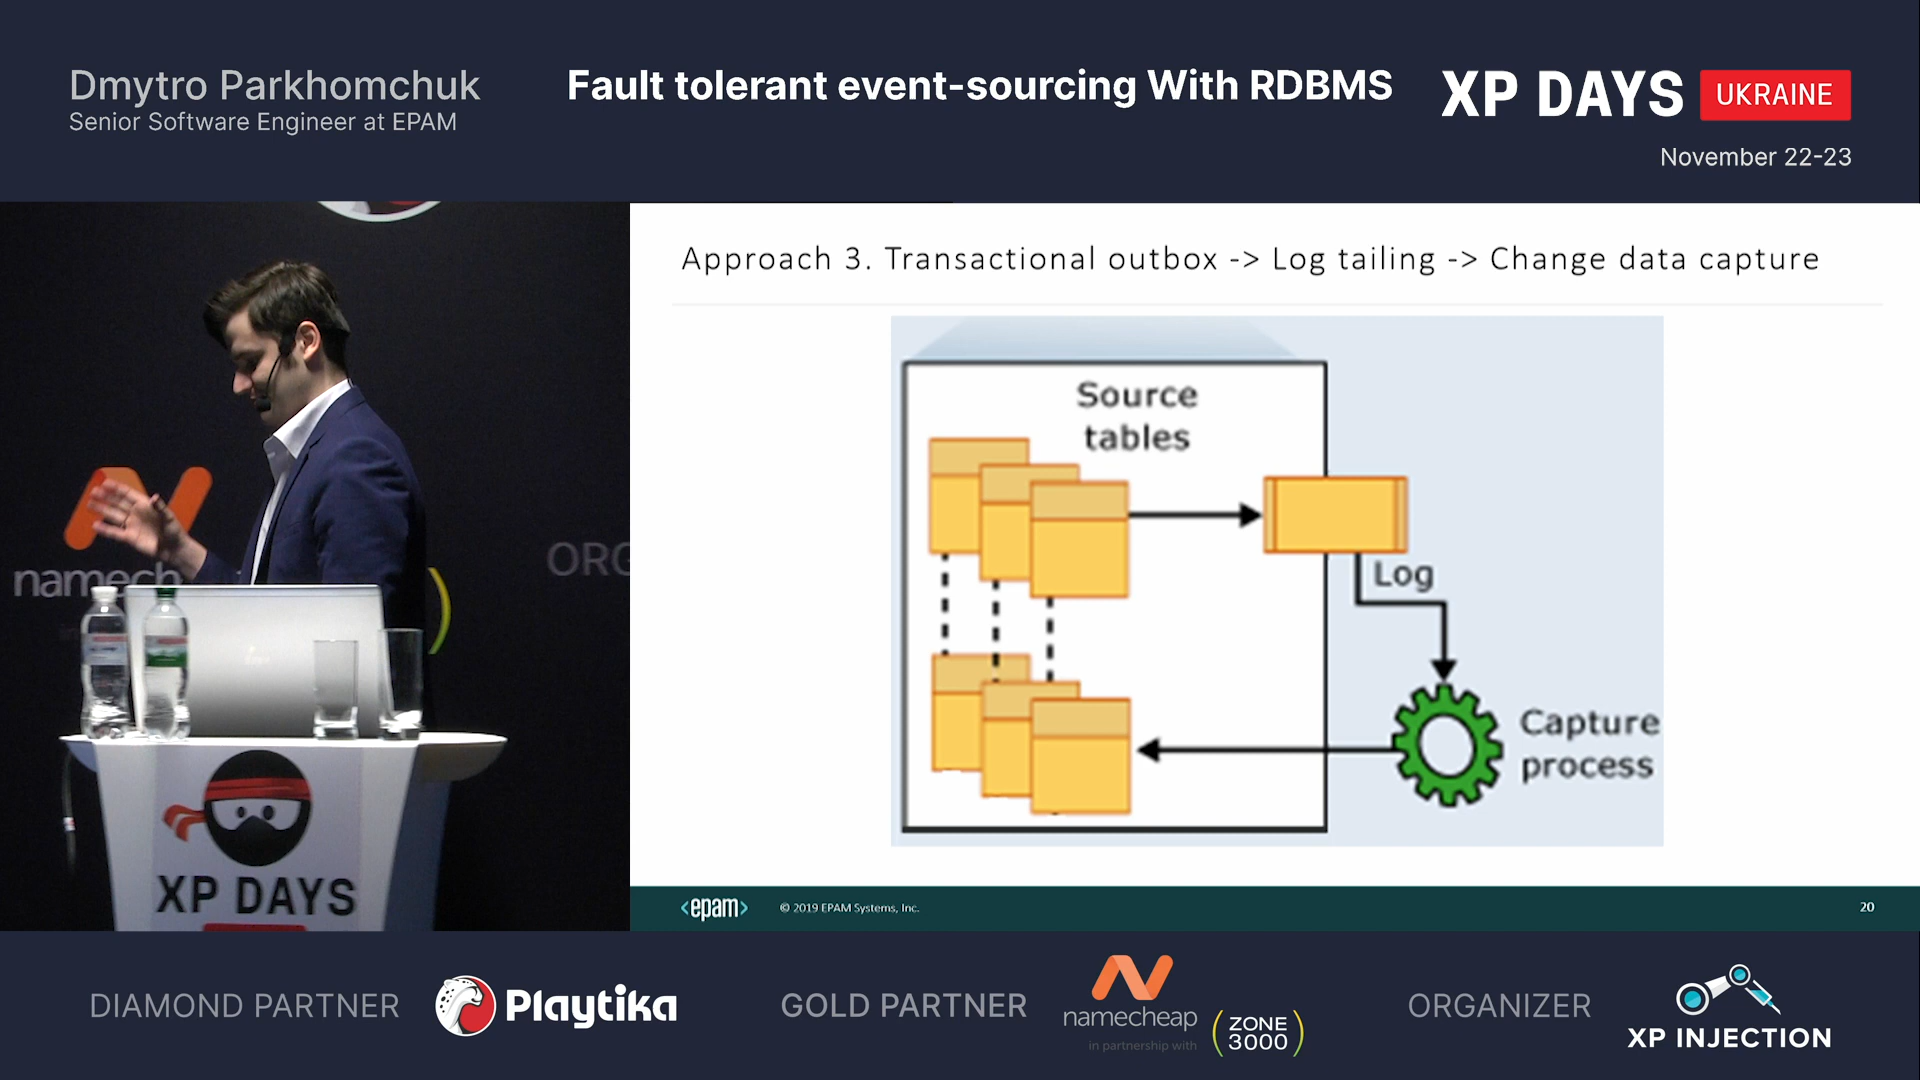 Dmytro Parkhomchuk
Senior Software Engineer at EPAM
Fault tolerant event-sourcing With RDBMS
XP DAYS
UKRAINE
November 22-23
namech
ORG
XP DAYS
Approach 3. Transactional outbox -> Log tailing -> Change data capture
Source
tables
Log
Capture
process
<epam>
© 2019 EPAM Systems, Inc.
20
DIAMOND PARTNER
Playtika
GOLD PARTNER
namecheap
in partnership with
ZONE
3000
ORGANIZER
XP INJECTION